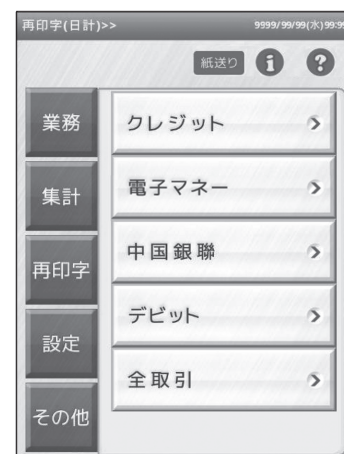 再印字(日計)>> 9999/99/99(水)99:99
紙送り i ?
業務
集計
再印字
設定
その他
クレジット
電子マネー
中国銀聯
デビット
全取引